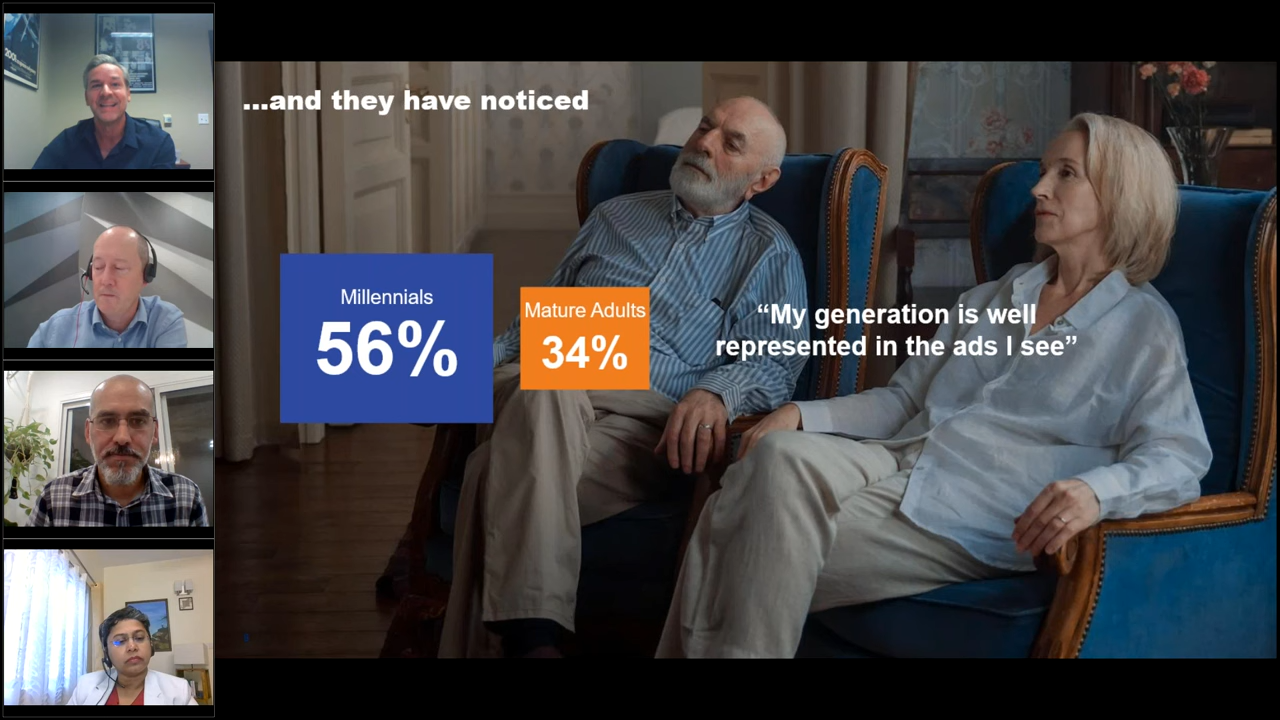 ...and they have noticed
Millennials
56%
Mature Adults
34%
“My generation is well
represented in the ads I see”